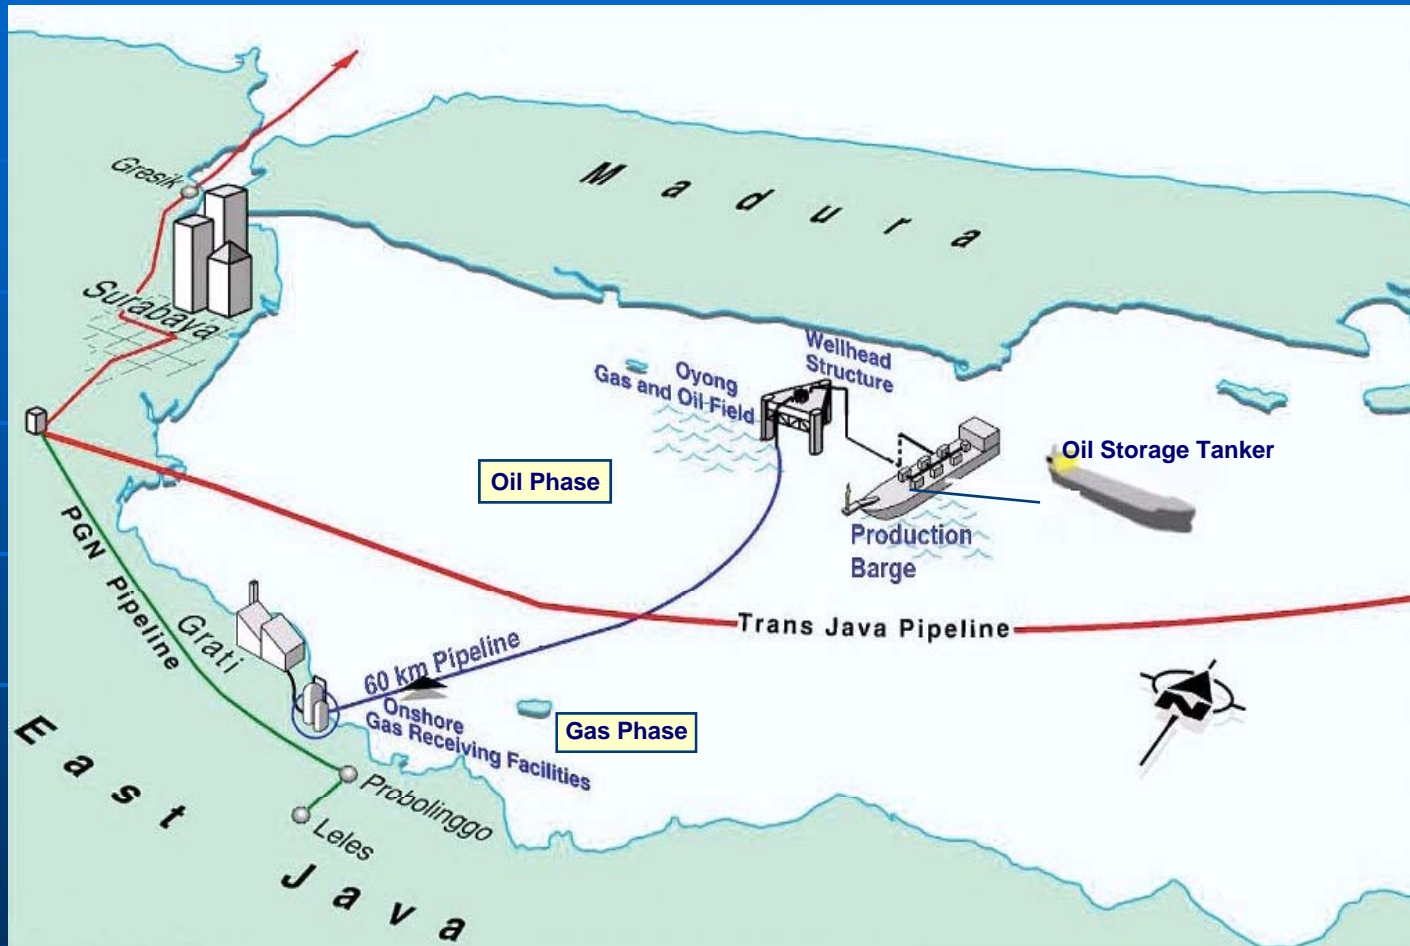 Gresik
Madura
Surabaya
Wellhead
Structure
Oyong
Gas and Oil Field
Oil Storage Tanker
Oil Phase
Production
Barge
PGN Pipeline
Trans Java Pipeline
Grati
60 km Pipeline
Onshore
Gas Receiving Facilities
Gas Phase
N
Probolinggo
Leles
East Java